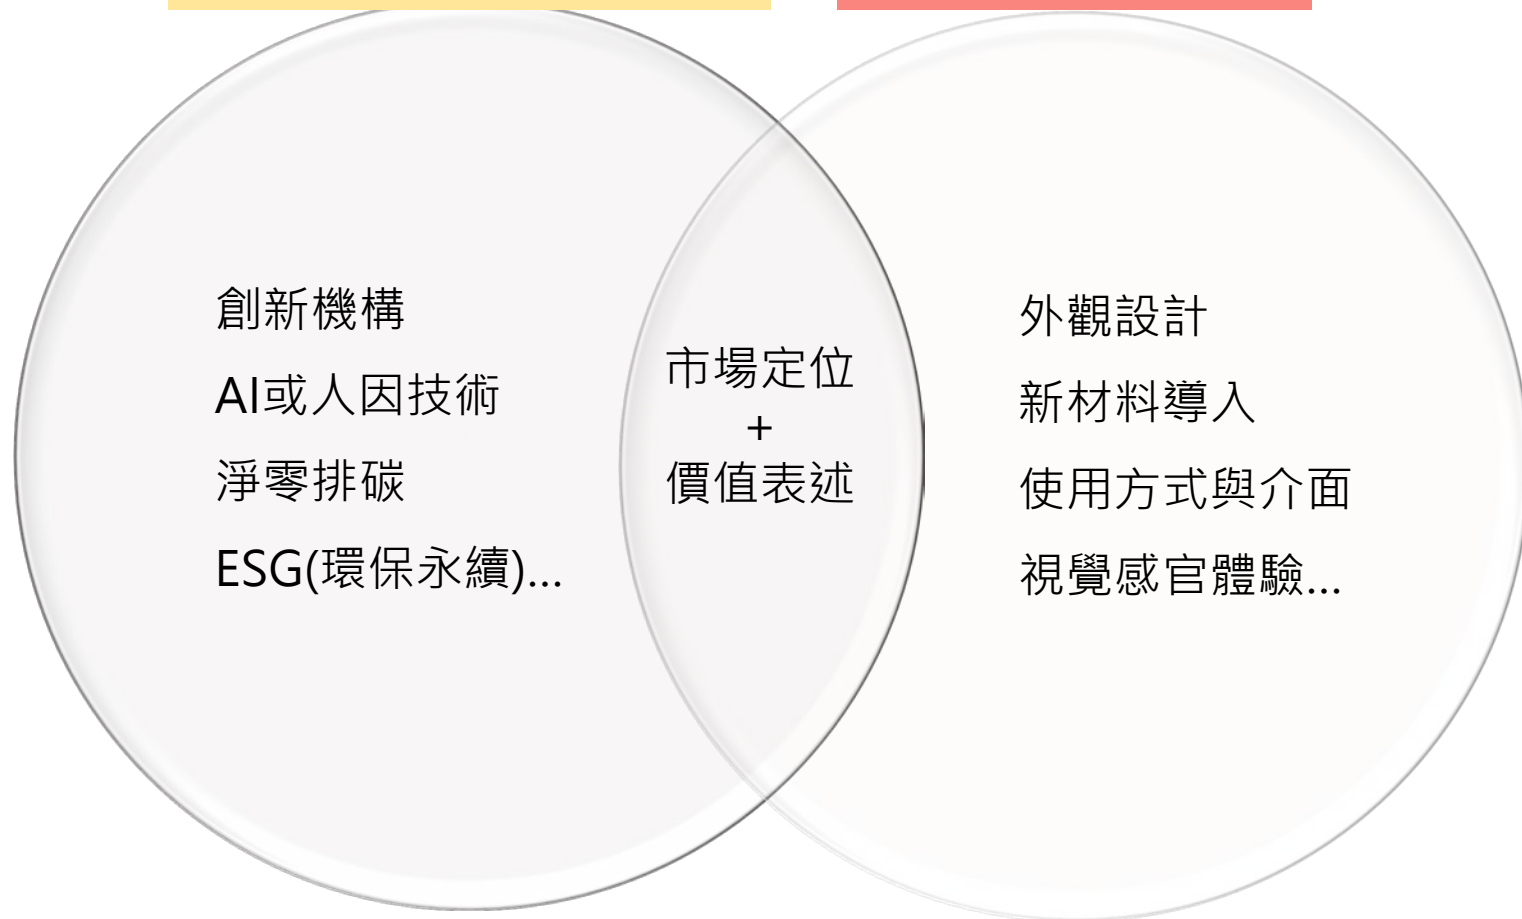 創新機構
AI或人因技術
淨零排碳
ESG(環保永續)...
市場定位
+
價值表述
外觀設計
新材料導入
使用方式與介面
視覺感官體驗...